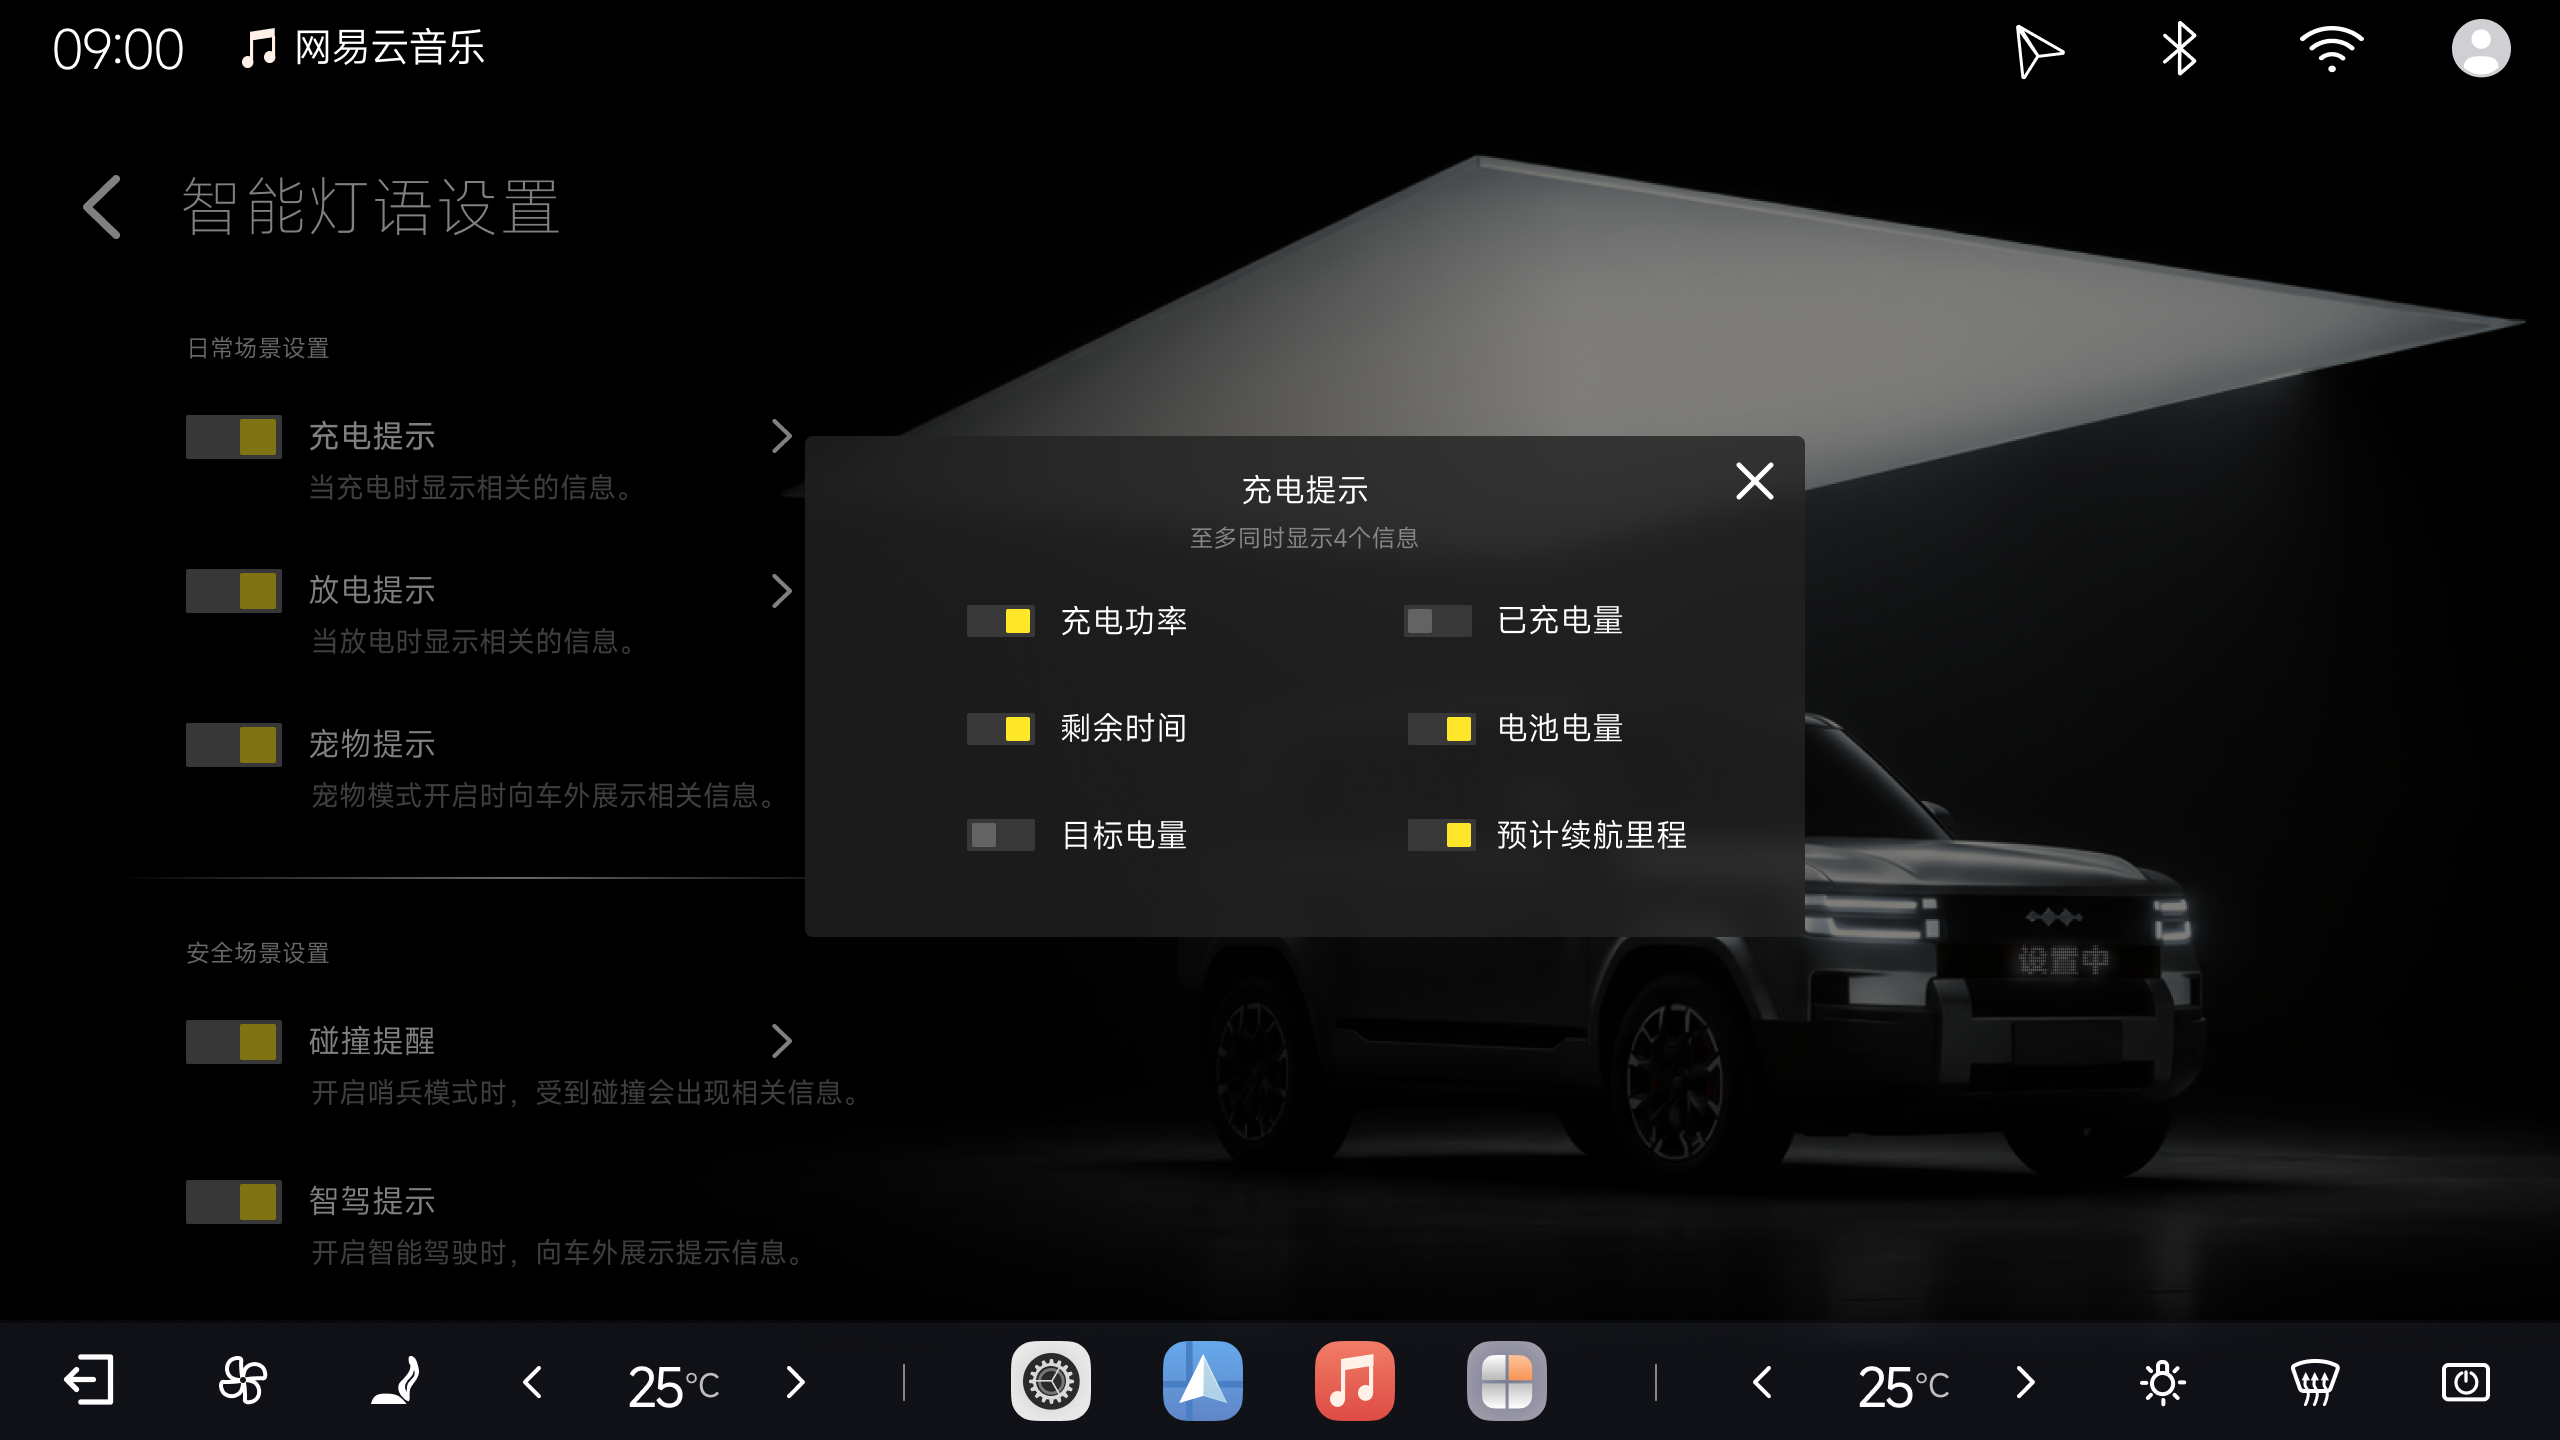 09:00 网易云音乐
智能灯语设置
日常场景设置
充电提示
当充电时显示相关的信息。
放电提示
当放电时显示相关的信息。
宠物提示
宠物模式开启时向车外展示相关信息。
安全场景设置
碰撞提醒
开启哨兵模式时，受到碰撞会出现相关信息。
智驾提示
开启智能驾驶时，向车外展示提示信息。
充电提示
至多同时显示4个信息
充电功率 已充电量
剩余时间 电池电量
目标电量 预计续航里程
设置中
25°C 25°C